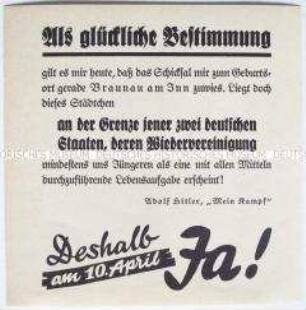 Als glückliche Bestimmung
gilt es mir heute, daß das Schicksal mir zum Geburts-
ort gerade Braunau am Inn zuwies. Liegt doch
dieses Städtchen
an der Grenze jener zwei deutschen
Staaten, deren Wiedervereinigung
mindestens uns Jüngeren als eine mit allen Mitteln
durchzuführende Lebensaufgabe erscheint!
Adolf Hitler, „Mein Kampf“
Deshalb
am 10. April
Ja!